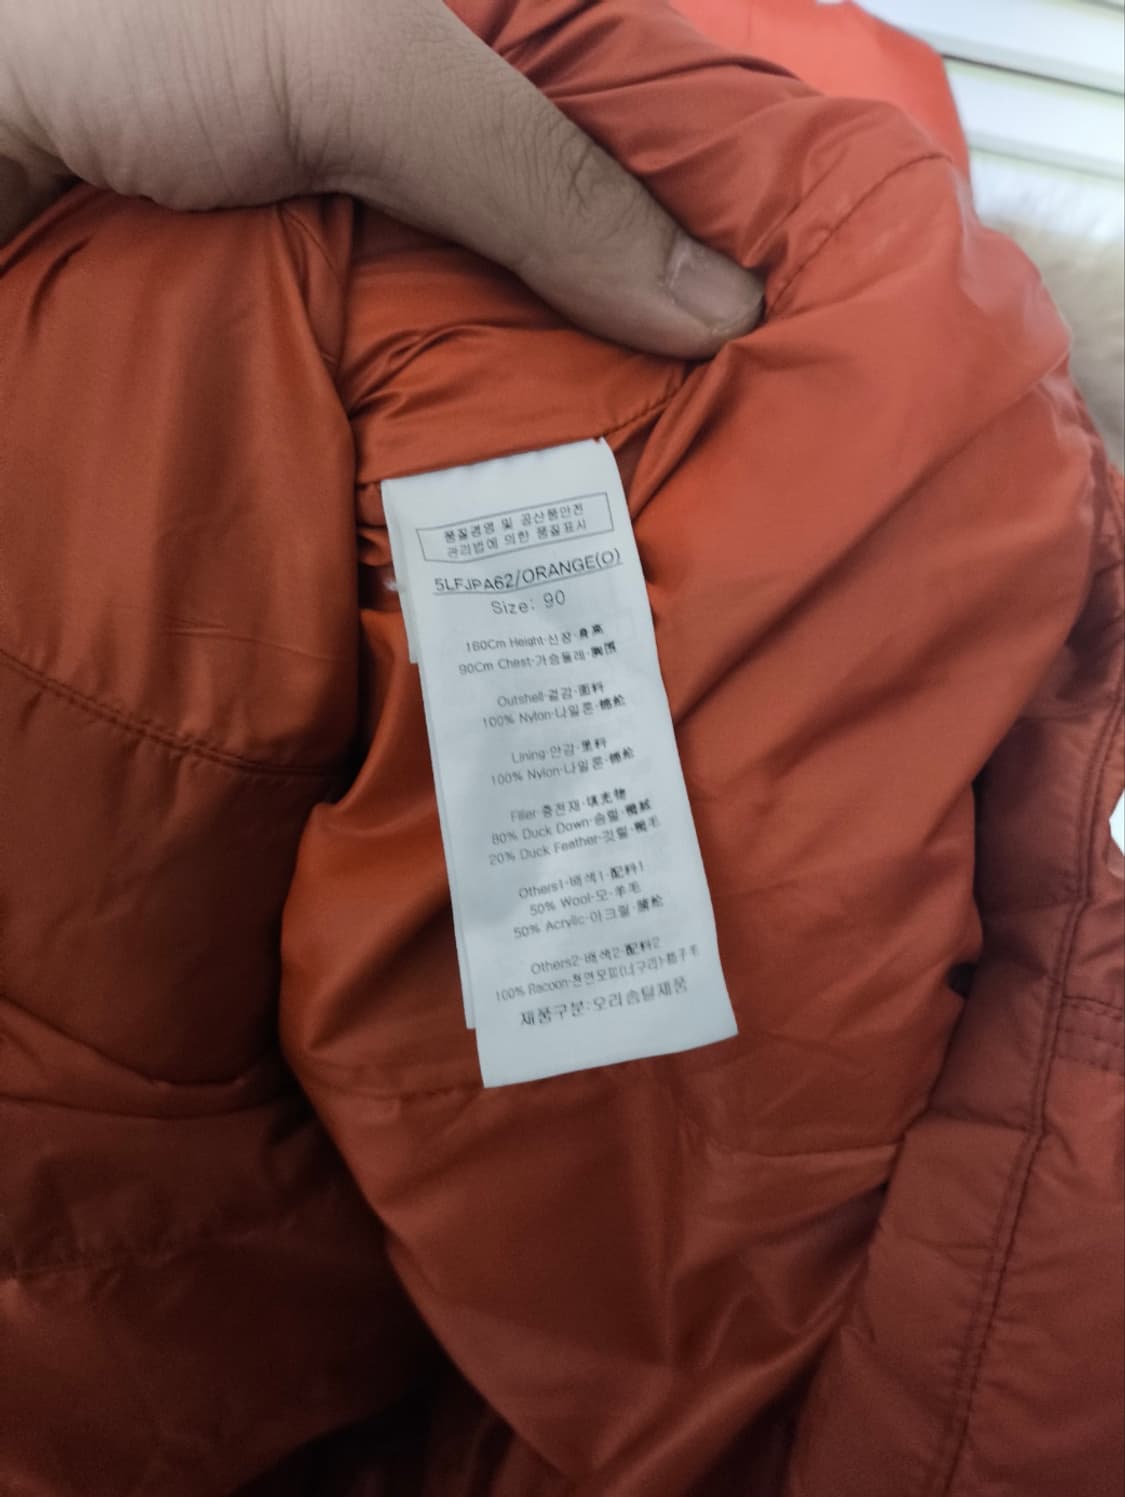 품질경영 및 공산품안전
관리법에 의한 품질표시
5LFJPA62/ORANGE(O)
Size: 90
160Cm Height·신장·身高
90Cm Chest·가슴둘레·胸围
Outshell·겉감·面料
100% Nylon·나일론·
Lining·안감·里料
100% Nylon·나일론·
Filler·충전재·填充物
80% Duck Down·솜털·鸭绒
20% Duck Feather·깃털·鸭毛
Others1·배색1·配料1
50% Wool·모·羊毛
50% Acrylic·아크릴·腈纶
Others2·배색2·配料2
100% Racoon·천연모피(너구리)·貉子毛
제품구분:오리솜털제품